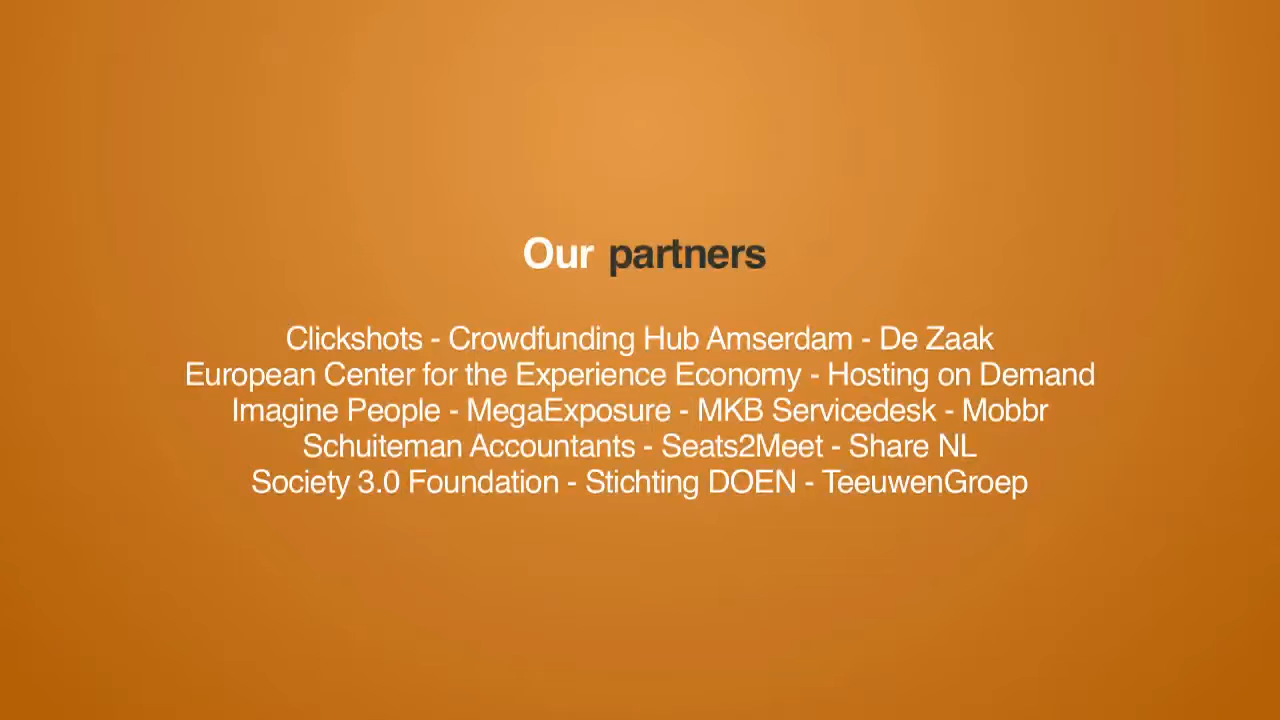 Our partners
Clickshots - Crowdfunding Hub Amserdam - De Zaak
European Center for the Experience Economy - Hosting on Demand
Imagine People - MegaExposure - MKB Servicedesk - Mobbr
Schuiteman Accountants - Seats2Meet - Share NL
Society 3.0 Foundation - Stichting DOEN - TeeuwenGroep